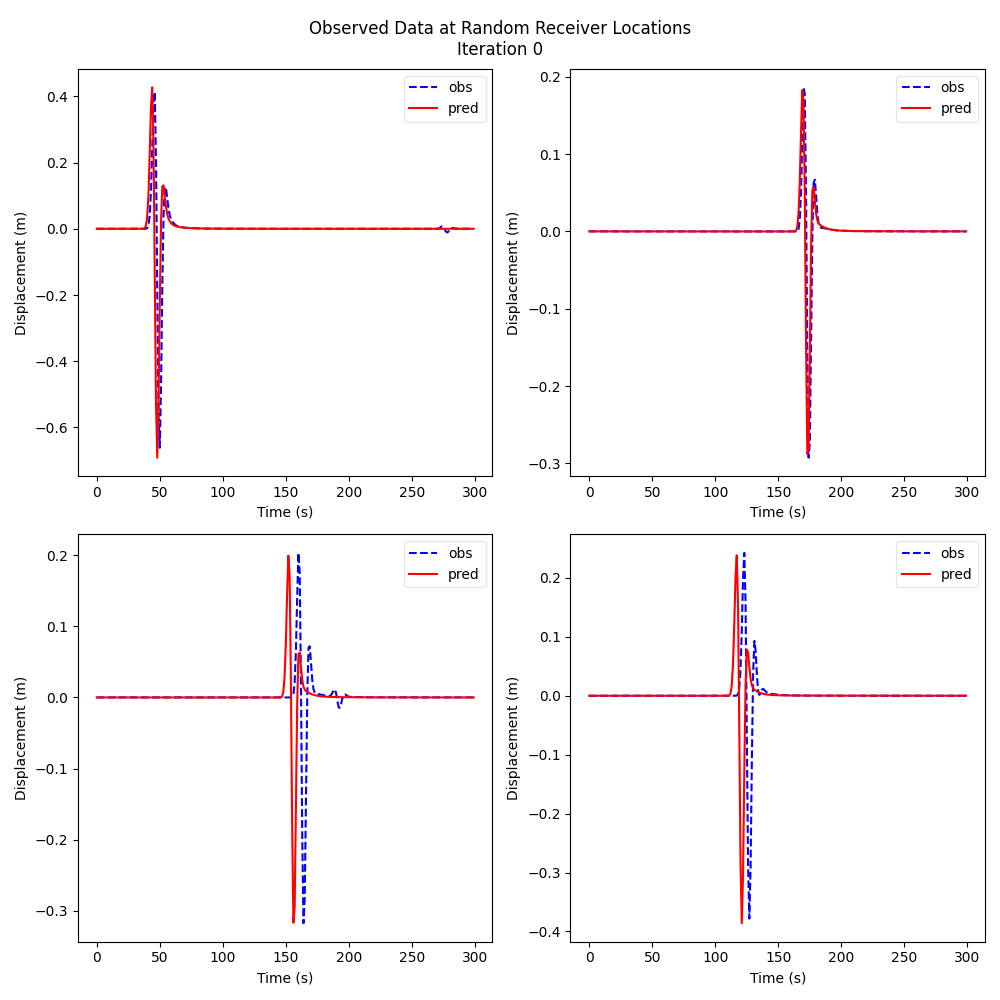 Observed Data at Random Receiver Locations
Iteration 0
obs
pred
0.4
0.2
0.0
−0.2
−0.4
−0.6
Displacement (m)
0 50 100 150 200 250 300
Time (s)
obs
pred
0.2
0.1
0.0
−0.1
−0.2
−0.3
Displacement (m)
0 50 100 150 200 250 300
Time (s)
obs
pred
0.2
0.1
0.0
−0.1
−0.2
−0.3
Displacement (m)
0 50 100 150 200 250 300
Time (s)
obs
pred
0.2
0.1
0.0
−0.1
−0.2
−0.3
−0.4
Displacement (m)
0 50 100 150 200 250 300
Time (s)